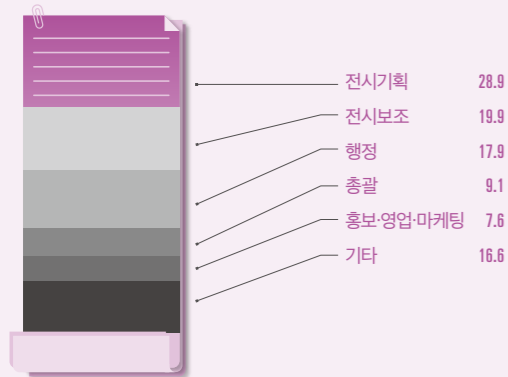 전시기획 28.9
전시보조 19.9
행정 17.9
총괄 9.1
홍보·영업·마케팅 7.6
기타 16.6